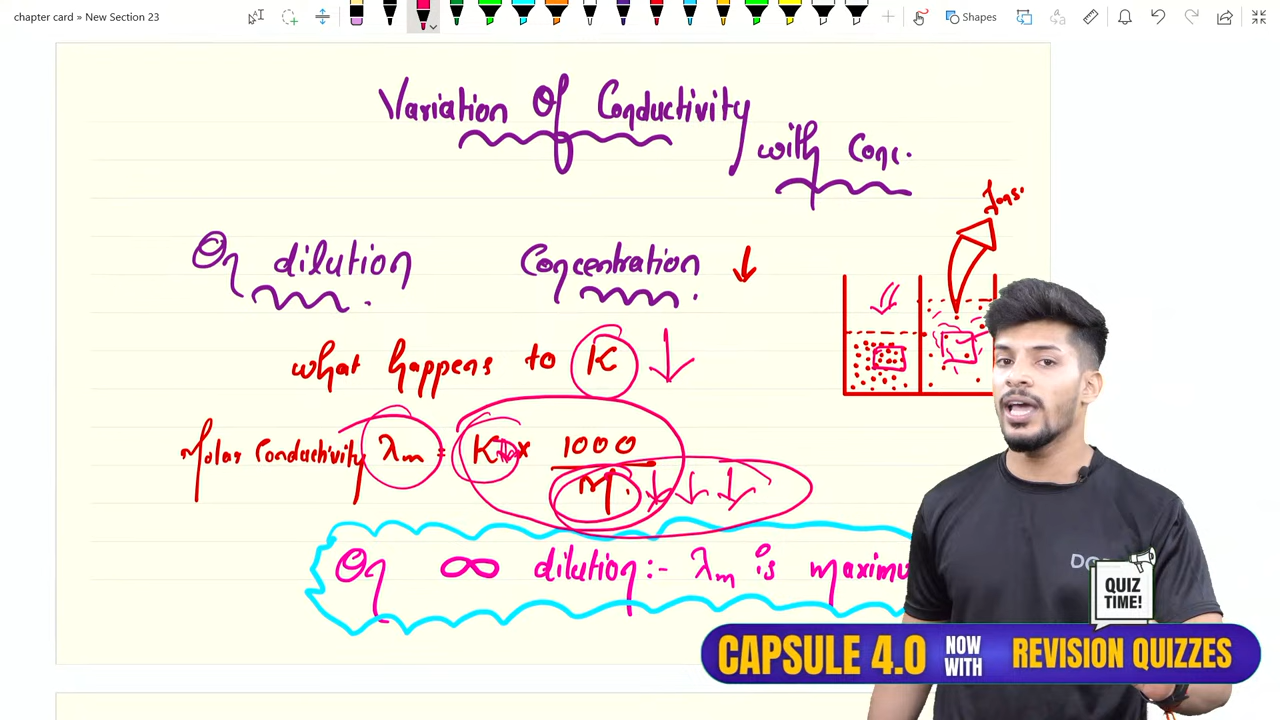 chapter card » New Section 23
Shapes
Variation Of Conductivity
with Conc.
Ions.
On dilution. Concentration ↓
what happens to K ↓
Molar Conductivity λm = K↓ × 1000
M. ↓ ↓ ↓
On ∞ dilution:- λm is maximu
QUIZ
TIME!
CAPSULE 4.0 NOW WITH REVISION QUIZZES